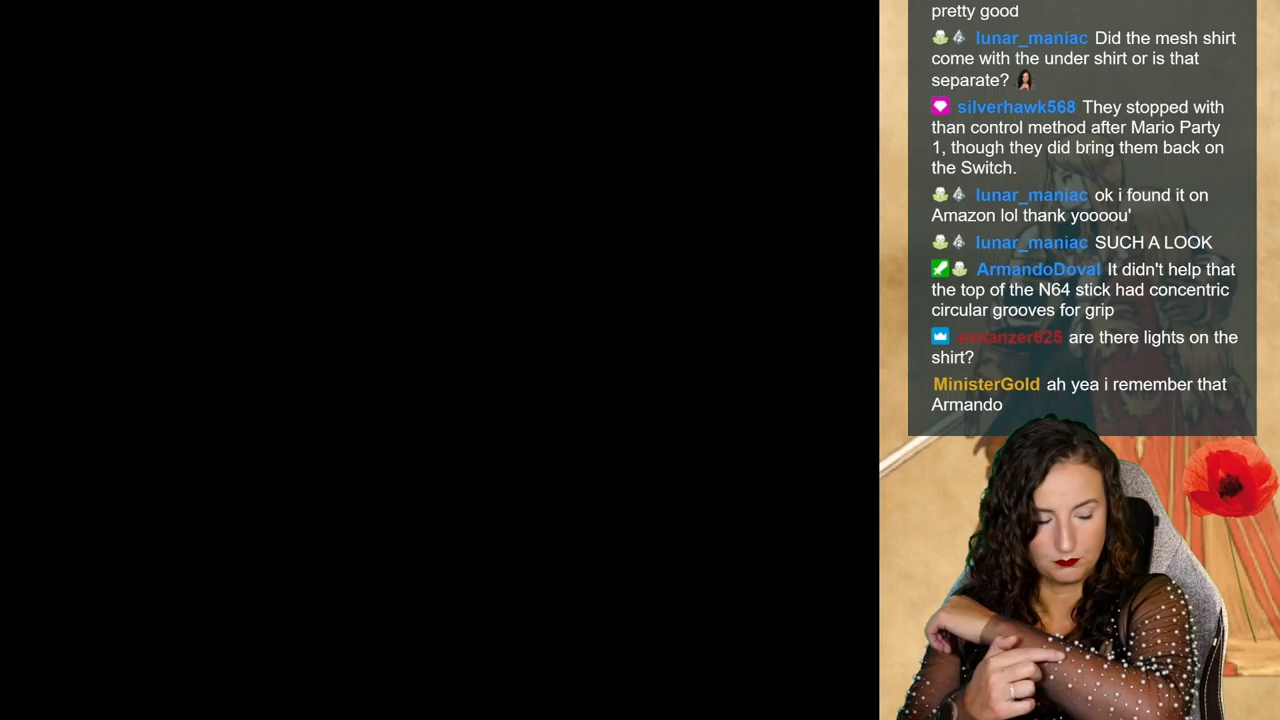 pretty good
lunar_maniac Did the mesh shirt
come with the under shirt or is that
separate?
silverhawk568 They stopped with
than control method after Mario Party
1, though they did bring them back on
the Switch.
lunar_maniac ok i found it on
Amazon lol thank yoooou'
lunar_maniac SUCH A LOOK
ArmandoDoval It didn't help that
the top of the N64 stick had concentric
circular grooves for grip
einlanzer625 are there lights on the
shirt?
MinisterGold ah yea i remember that
Armando